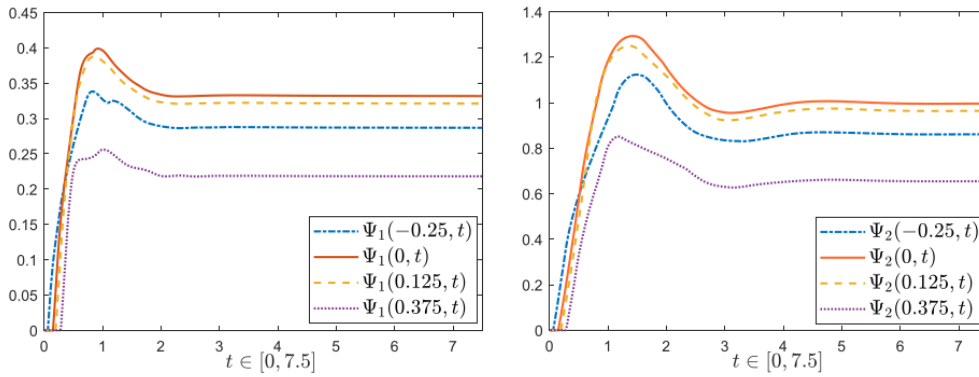 0.45
0.4
0.35
0.3
0.25
0.2
0.15
0.1
0.05
0
0 1 2 3 4 5 6 7
t ∈ [0, 7.5]
Ψ₁(−0.25, t)
Ψ₁(0, t)
Ψ₁(0.125, t)
Ψ₁(0.375, t)
1.4
1.2
1
0.8
0.6
0.4
0.2
0
0 1 2 3 4 5 6 7
t ∈ [0, 7.5]
Ψ₂(−0.25, t)
Ψ₂(0, t)
Ψ₂(0.125, t)
Ψ₂(0.375, t)